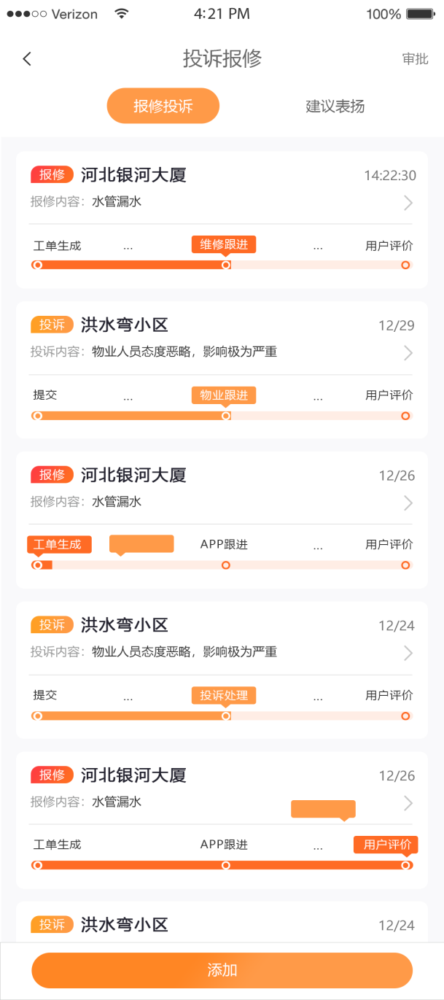 Verizon 4:21 PM 100%
投诉报修 审批
报修投诉 建议表扬
报修 河北银河大厦 14:22:30
报修内容：水管漏水
工单生成 ... 维修跟进 ... 用户评价
投诉 洪水弯小区 12/29
投诉内容：物业人员态度恶略，影响极为严重
提交 ... 物业跟进 ... 用户评价
报修 河北银河大厦 12/26
报修内容：水管漏水
工单生成 APP跟进 ... 用户评价
投诉 洪水弯小区 12/24
投诉内容：物业人员态度恶略，影响极为严重
提交 ... 投诉处理 ... 用户评价
报修 河北银河大厦 12/26
报修内容：水管漏水
工单生成 APP跟进 ... 用户评价
投诉 洪水弯小区 12/24
添加